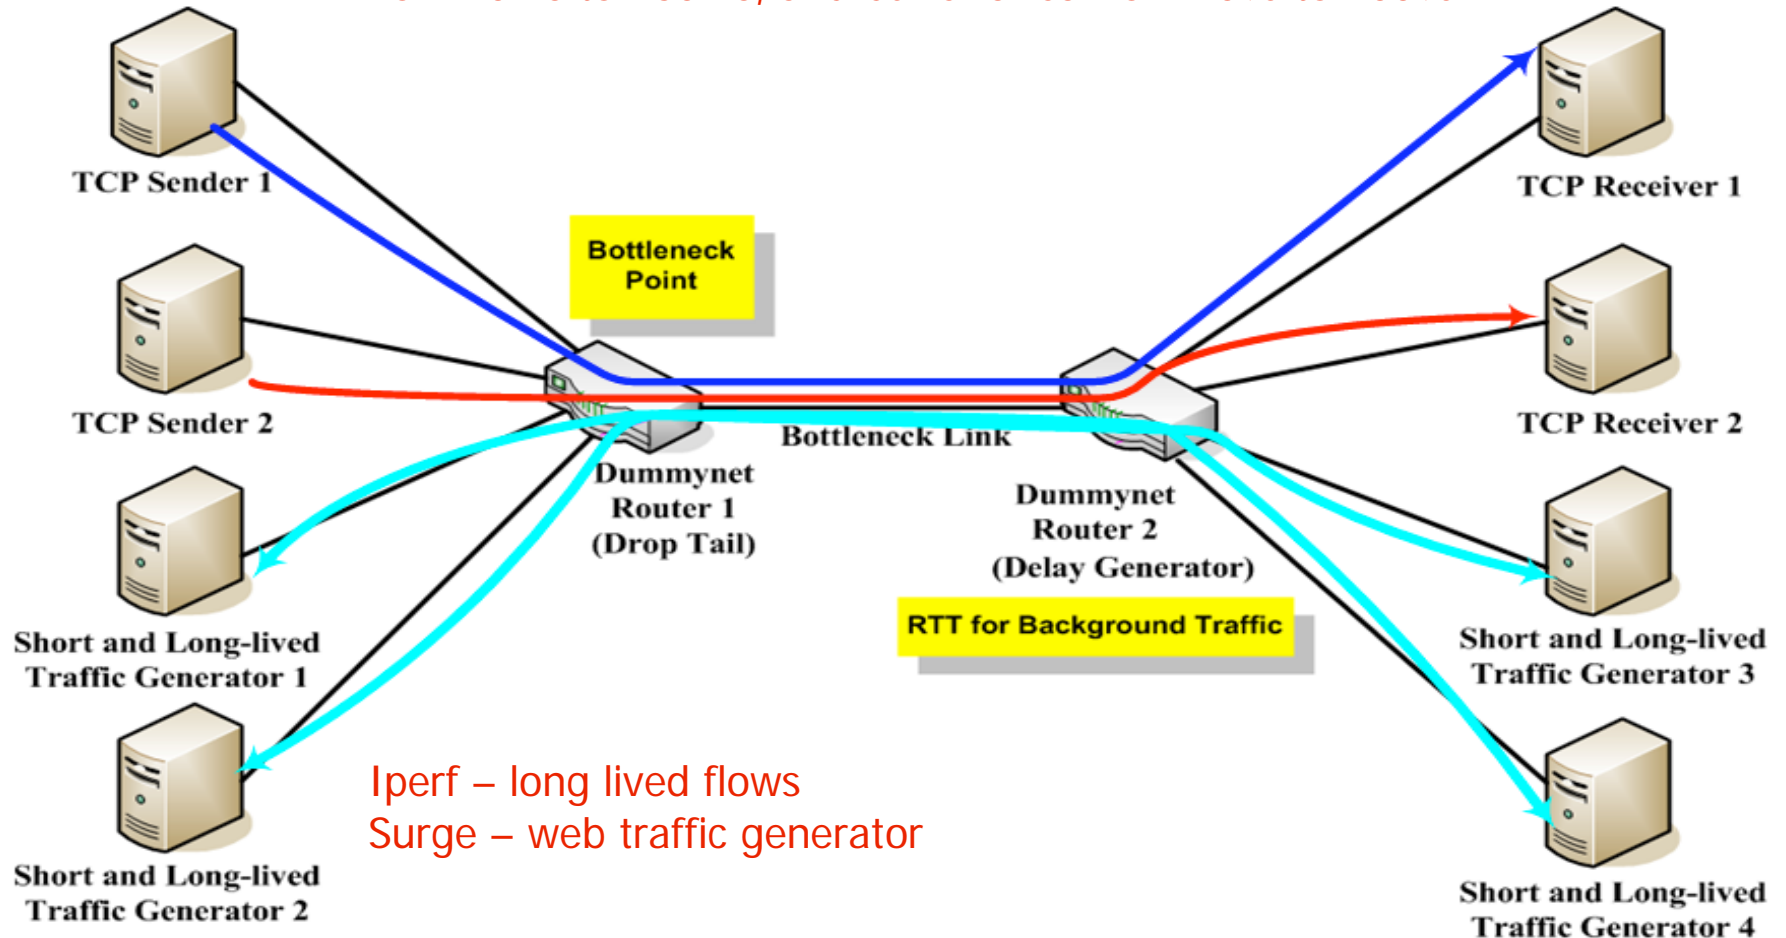 TCP Sender 1
TCP Receiver 1
Bottleneck
Point
TCP Sender 2
TCP Receiver 2
Bottleneck Link
Dummynet
Router 1
(Drop Tail)
Dummynet
Router 2
(Delay Generator)
RTT for Background Traffic
Short and Long-lived
Traffic Generator 1
Short and Long-lived
Traffic Generator 3
Iperf – long lived flows
Surge – web traffic generator
Short and Long-lived
Traffic Generator 2
Short and Long-lived
Traffic Generator 4